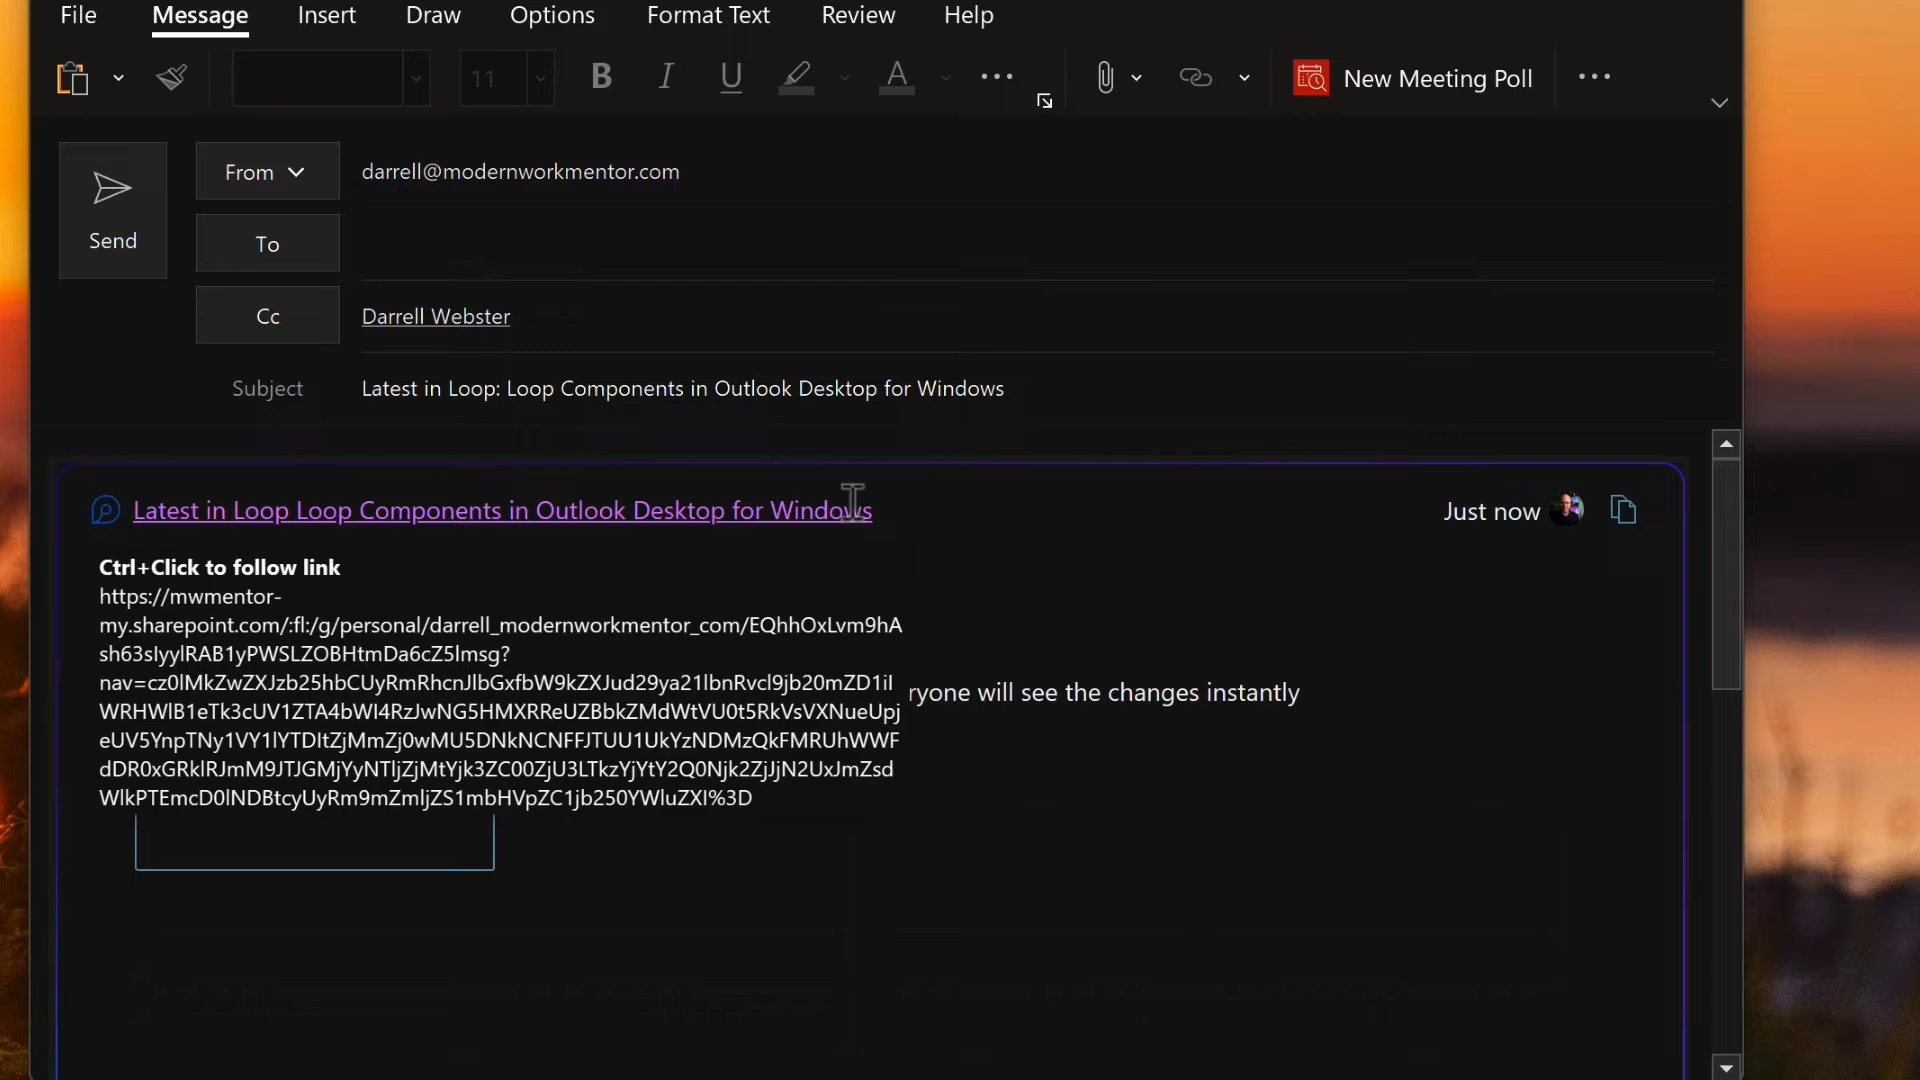 File Message Insert Draw Options Format Text Review Help
11 B I U A New Meeting Poll
From darrell@modernworkmentor.com
Send
To
Cc Darrell Webster
Subject Latest in Loop: Loop Components in Outlook Desktop for Windows
Latest in Loop Loop Components in Outlook Desktop for Windows Just now
Ctrl+Click to follow link
https://mwmentor-
my.sharepoint.com/:fl:/g/personal/darrell_modernworkmentor_com/EQhhOxLvm9hA
sh63sIyylRAB1yPWSLZOBHtmDa6cZ5lmsg?
nav=cz0lMkZwZXJzb25hbCUyRmRhcnJlbGxfbW9kZXJud29ya21lbnRvcl9jb20mZD1iI
WRHWlB1eTk3cUV1ZTA4bWI4RzJwNG5HMXRReUZBbkZMdWtVU0t5RkVsVXNueUpj
eUV5YnpTNy1VY1lYTDItZjMmZj0wMU5DNkNCNFFJTUU1UkYzNDMzQkFMRUhWWF
dDR0xGRklRJmM9JTJGMjYyNTljZjMtYjk3ZC00ZjU3LTkzYjYtY2Q0Njk2ZjJjN2UxJmZsd
WlkPTEmcD0lNDBtcyUyRm9mZmljZS1mbHVpZC1jb250YWluZXI%3D
ryone will see the changes instantly